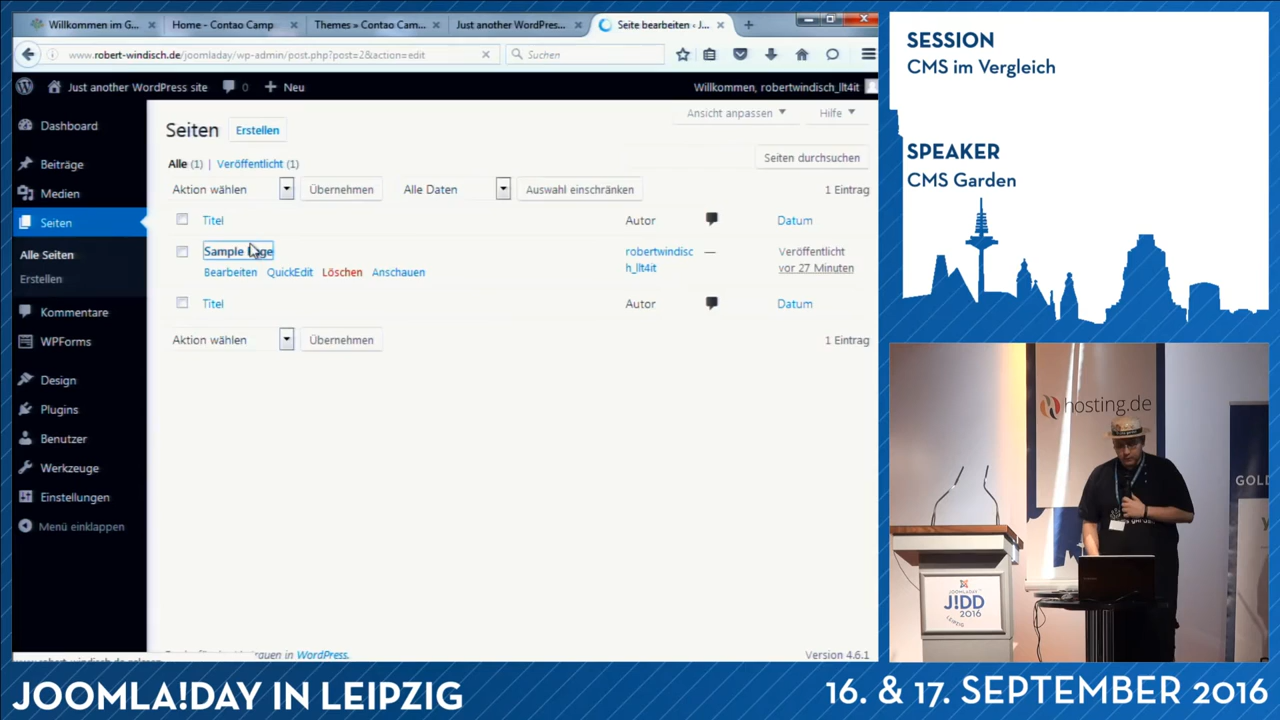 Willkommen im G...
Home - Contao Camp
Themes » Contao Cam...
Just another WordPress...
Seite bearbeiten ‹ J...
www.robert-windisch.de/joomladay/wp-admin/post.php?post=2&action=edit
Suchen
Just another WordPress site
0
Neu
Willkommen, robertwindisch_llt4it
Dashboard
Beiträge
Medien
Seiten
Alle Seiten
Erstellen
Kommentare
WPForms
Design
Plugins
Benutzer
Werkzeuge
Einstellungen
Menü einklappen
Ansicht anpassen
Hilfe
Seiten
Erstellen
Alle (1) | Veröffentlicht (1)
Seiten durchsuchen
Aktion wählen
Übernehmen
Alle Daten
Auswahl einschränken
1 Eintrag
Titel
Autor
Datum
Sample
robertwindisc
h_llt4it
—
Veröffentlicht
vor 27 Minuten
Bearbeiten
QuickEdit
Löschen
Anschauen
Titel
Autor
Datum
Aktion wählen
Übernehmen
1 Eintrag
WordPress.
Version 4.6.1
SESSION
CMS im Vergleich
SPEAKER
CMS Garden
hosting.de
GOL
JOOMLADAY
J!DD
2016
LEIPZIG
JOOMLA!DAY IN LEIPZIG
16. & 17. SEPTEMBER 2016